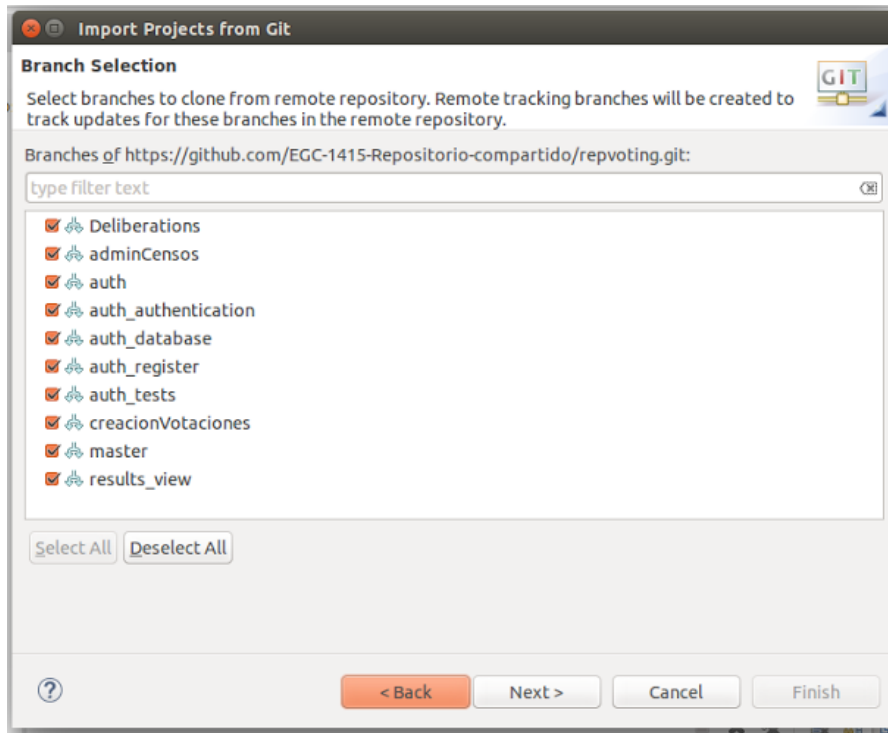 Import Projects from Git
Branch Selection
GIT
Select branches to clone from remote repository. Remote tracking branches will be created to
track updates for these branches in the remote repository.
Branches of https://github.com/EGC-1415-Repositorio-compartido/repvoting.git:
type filter text
Deliberations
adminCensos
auth
auth_authentication
auth_database
auth_register
auth_tests
creacionVotaciones
master
results_view
Select All Deselect All
? < Back Next > Cancel Finish